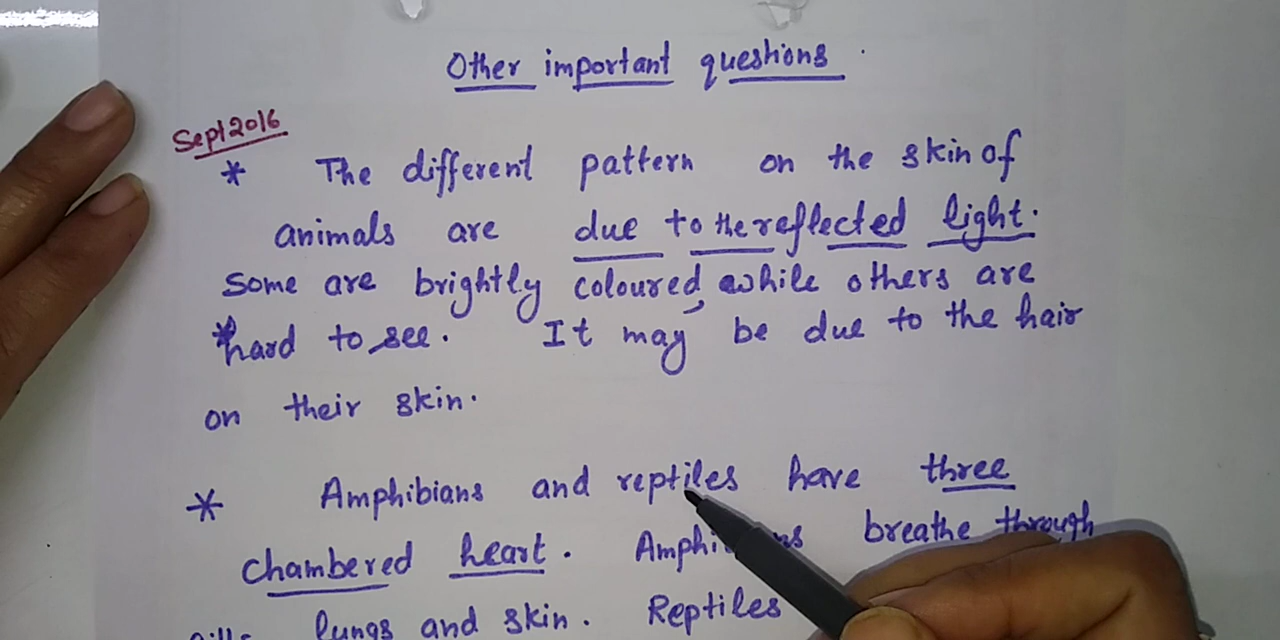 Other important questions.
Sept 2016
* The different pattern on the skin of
animals are due to the reflected light.
Some are brightly coloured, while others are
*hard to see. It may be due to the hair
on their skin.
* Amphibians and reptiles have three
chambered heart. breathe through
lungs and skin. Reptiles